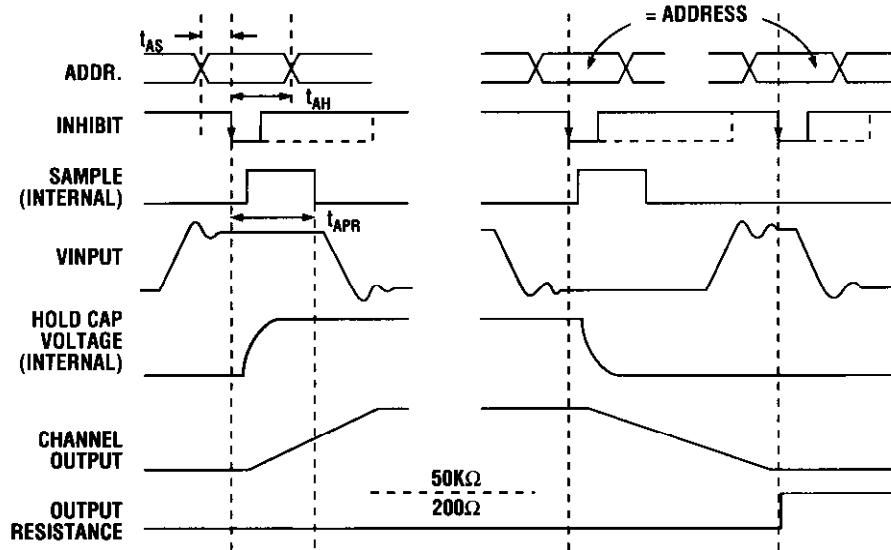 = ADDRESS
tAS
ADDR.
tAH
INHIBIT
SAMPLE
(INTERNAL)
tAPR
VINPUT
HOLD CAP
VOLTAGE
(INTERNAL)
CHANNEL
OUTPUT
50KΩ
200Ω
OUTPUT
RESISTANCE